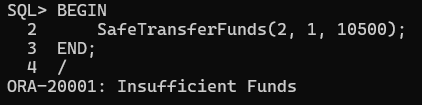 SQL> BEGIN
  2      SafeTransferFunds(2, 1, 10500);
  3  END;
  4  /
ORA-20001: Insufficient Funds